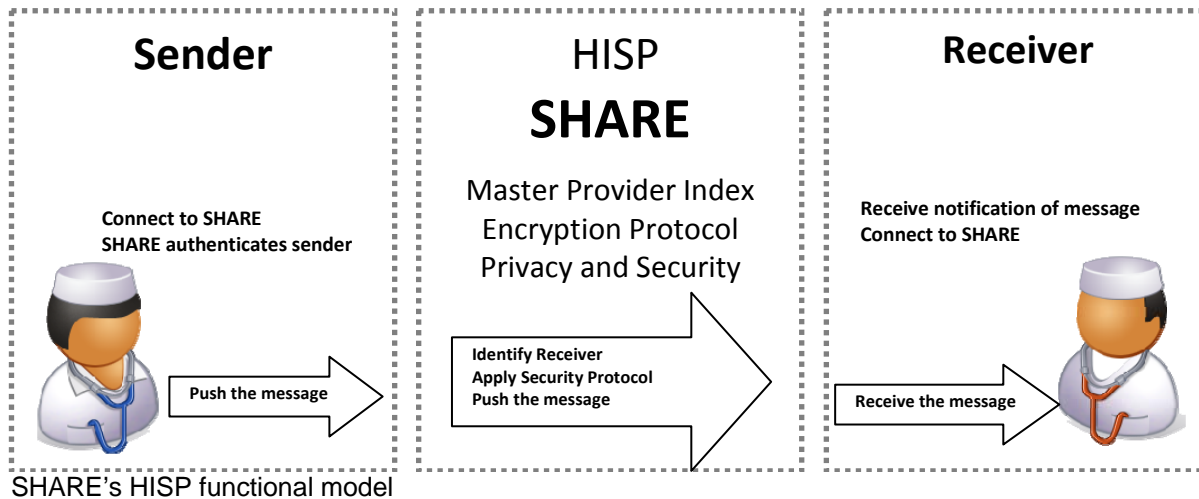 Sender
Connect to SHARE
SHARE authenticates sender
Push the message
HISP
SHARE
Master Provider Index
Encryption Protocol
Privacy and Security
Identify Receiver
Apply Security Protocol
Push the message
Receiver
Receive notification of message
Connect to SHARE
Receive the message
SHARE's HISP functional model